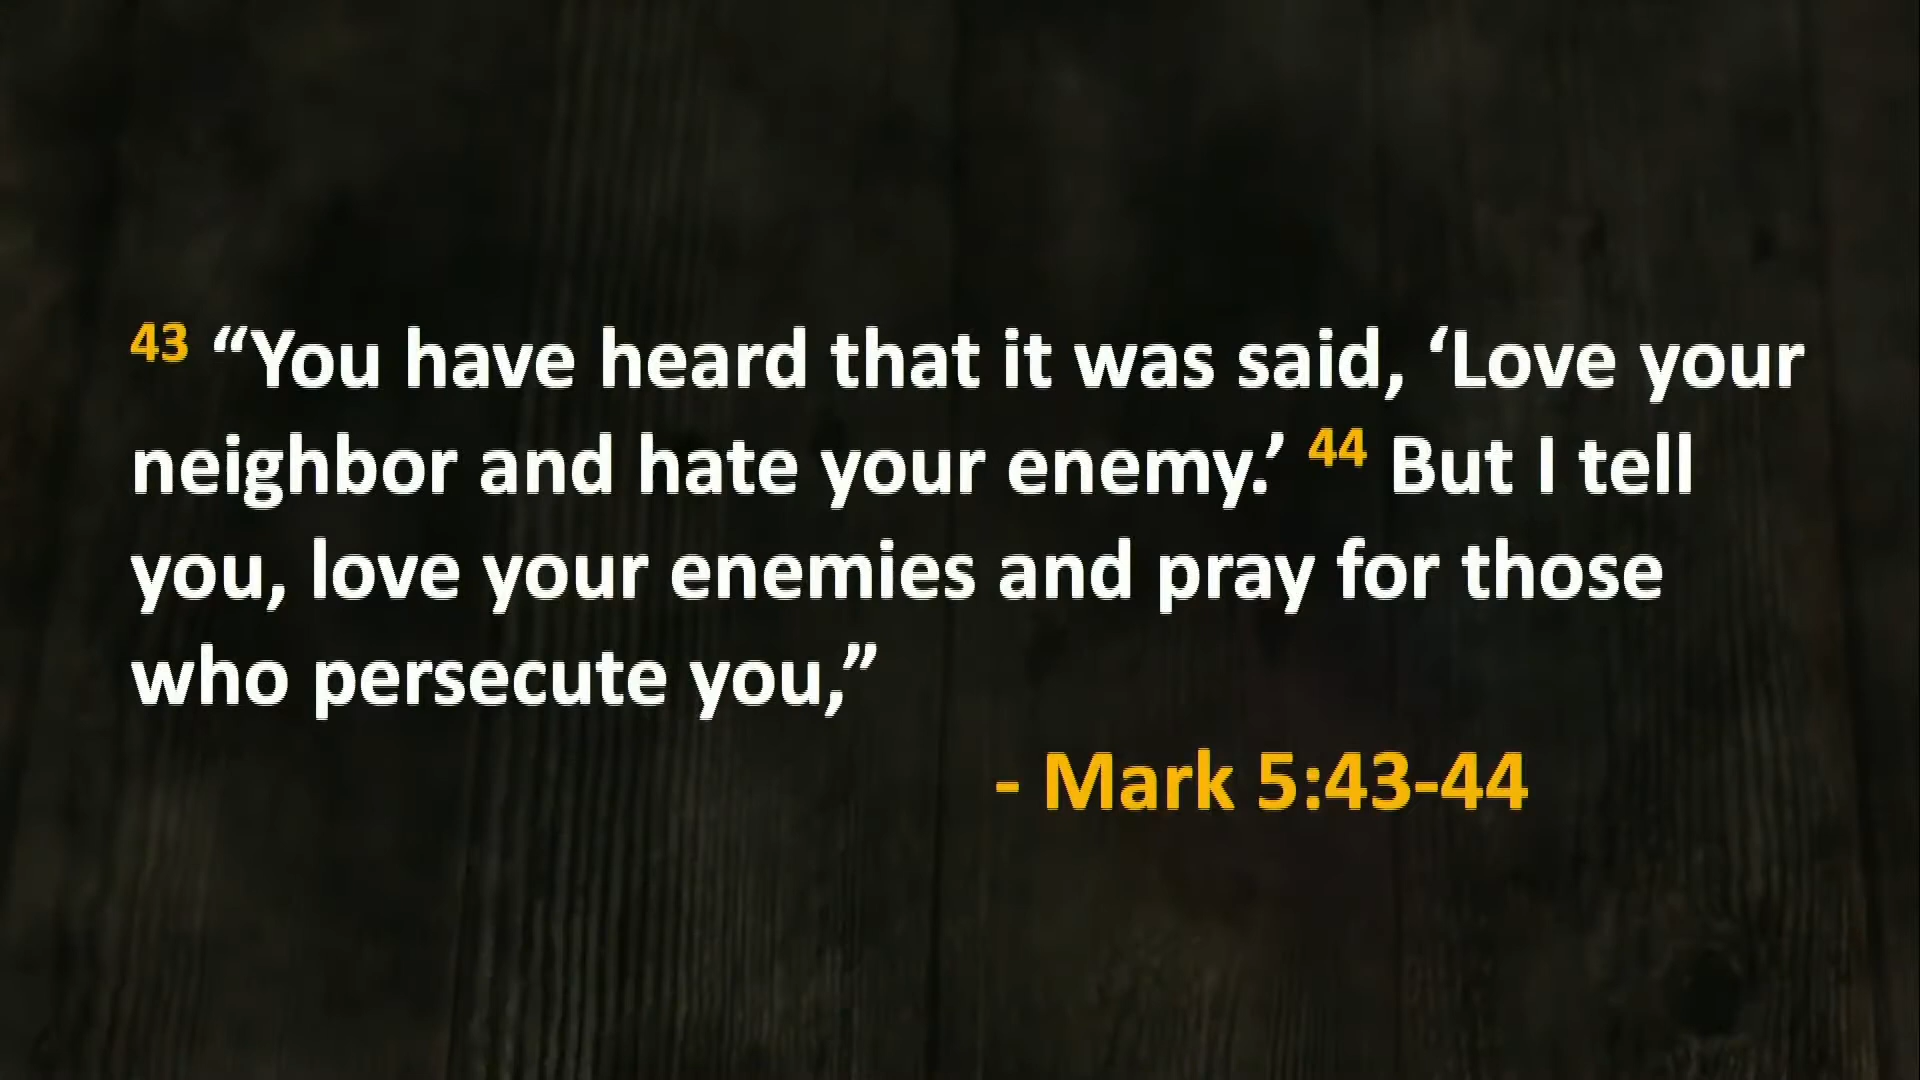 43 “You have heard that it was said, ‘Love your
neighbor and hate your enemy.’ 44 But I tell
you, love your enemies and pray for those
who persecute you,”
- Mark 5:43-44